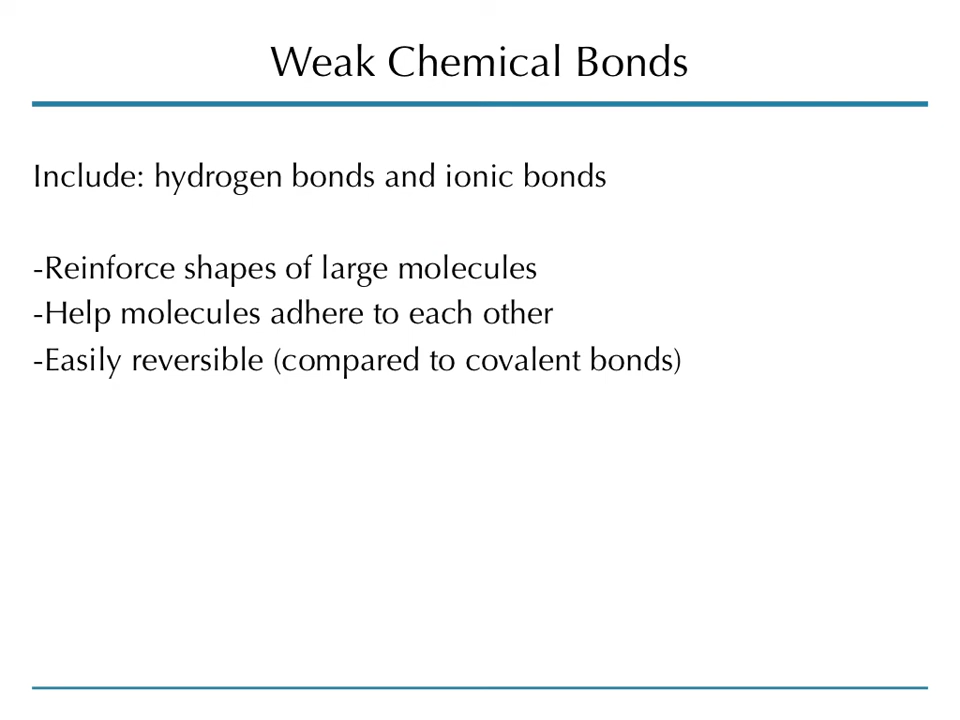 Weak Chemical Bonds
Include: hydrogen bonds and ionic bonds
-Reinforce shapes of large molecules
-Help molecules adhere to each other
-Easily reversible (compared to covalent bonds)